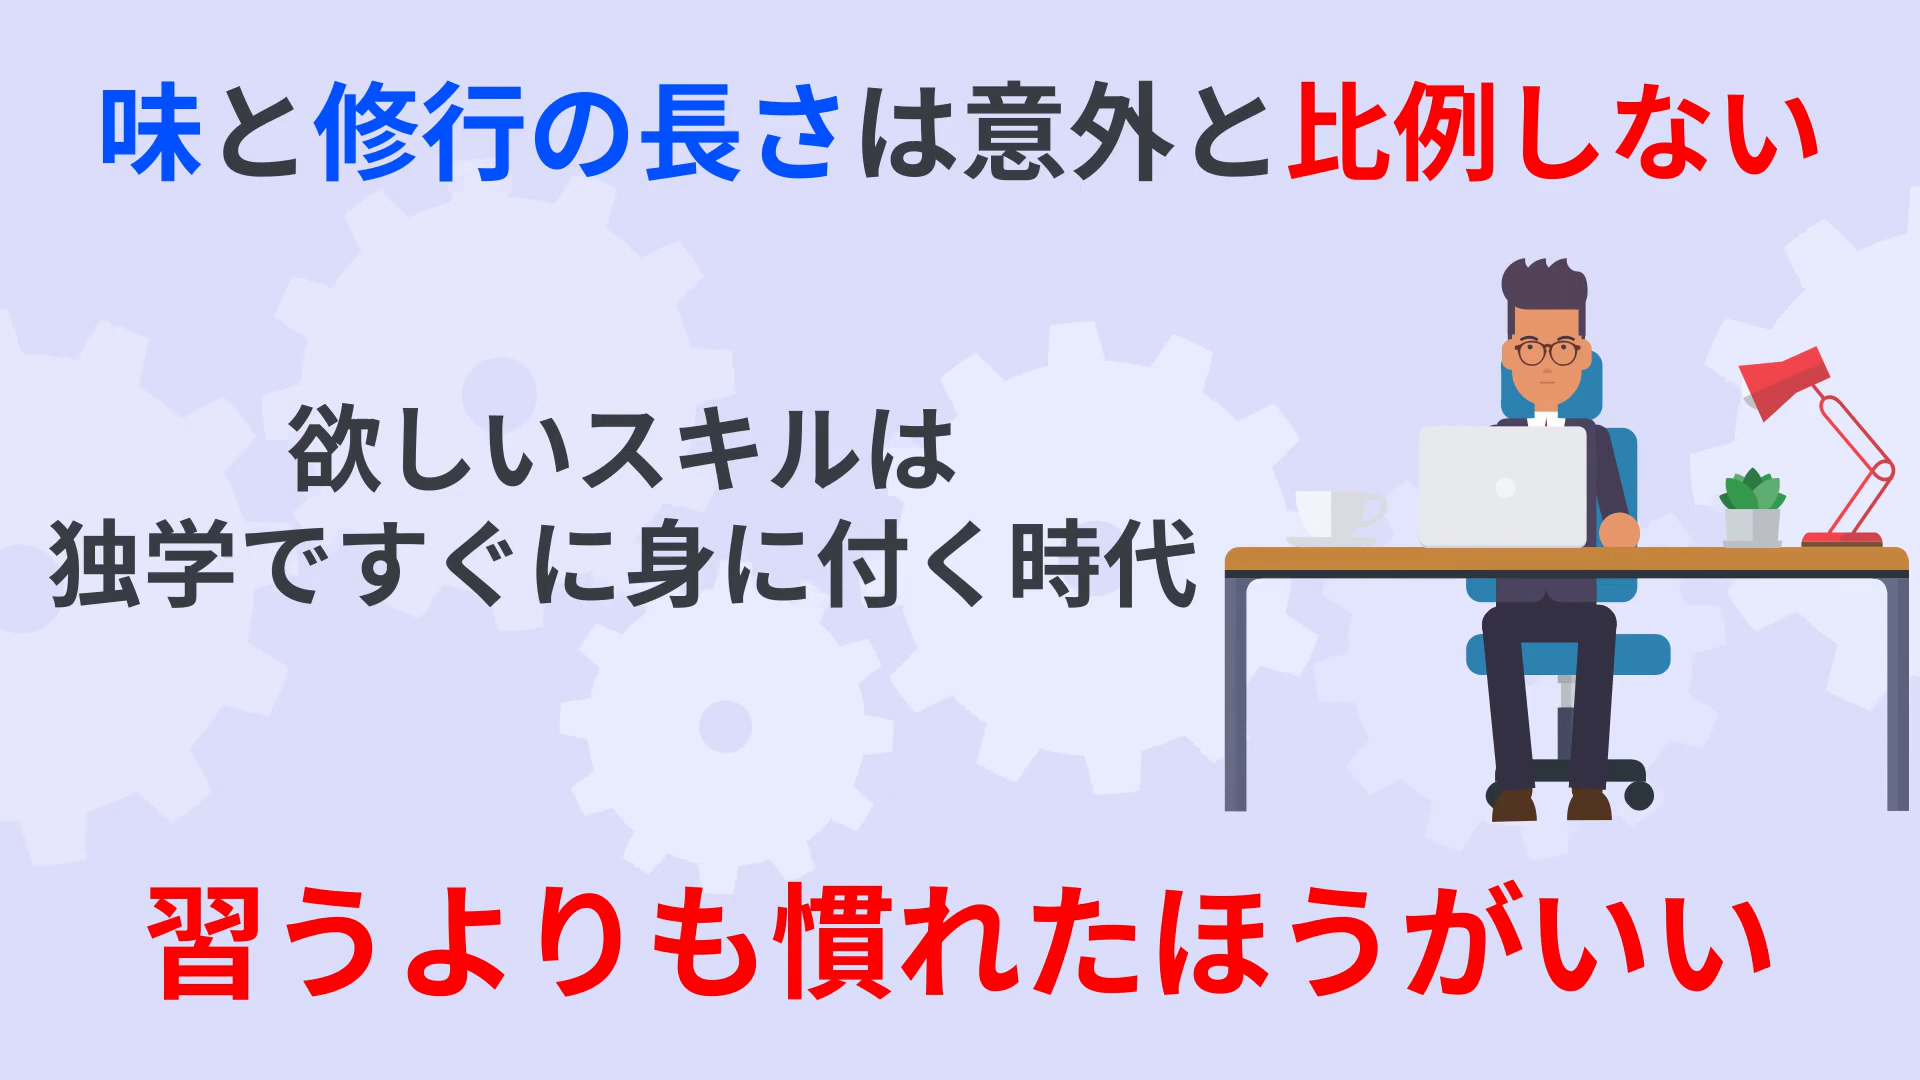 味と修行の長さは意外と比例しない
欲しいスキルは
独学ですぐに身に付く時代
習うよりも慣れたほうがいい